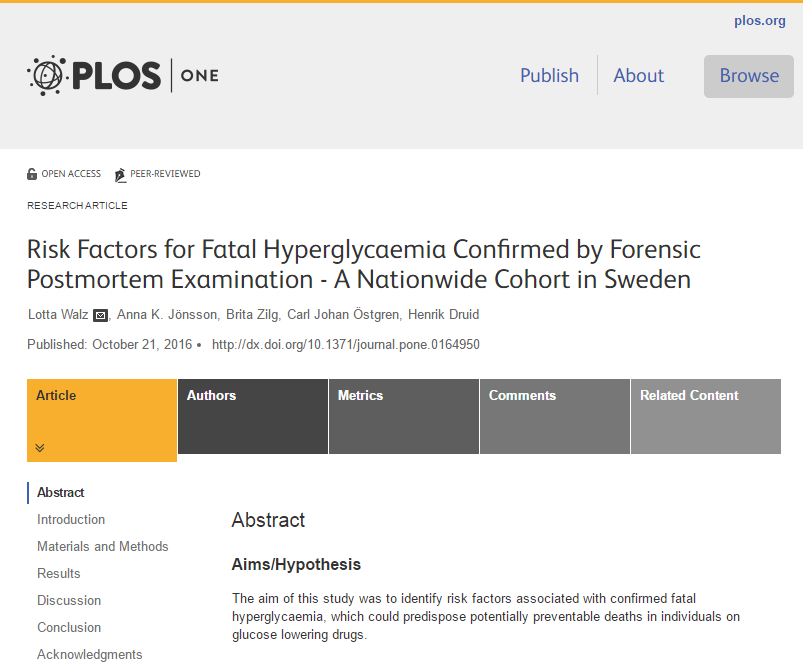 plos.org
PLOS ONE
Publish About Browse
OPEN ACCESS PEER-REVIEWED
RESEARCH ARTICLE
Risk Factors for Fatal Hyperglycaemia Confirmed by Forensic
Postmortem Examination - A Nationwide Cohort in Sweden
Lotta Walz , Anna K. Jönsson, Brita Zilg, Carl Johan Östgren, Henrik Druid
Published: October 21, 2016 • http://dx.doi.org/10.1371/journal.pone.0164950
Article Authors Metrics Comments Related Content
Abstract
Introduction
Materials and Methods
Results
Discussion
Conclusion
Acknowledgments
Abstract
Aims/Hypothesis
The aim of this study was to identify risk factors associated with confirmed fatal
hyperglycaemia, which could predispose potentially preventable deaths in individuals on
glucose lowering drugs.